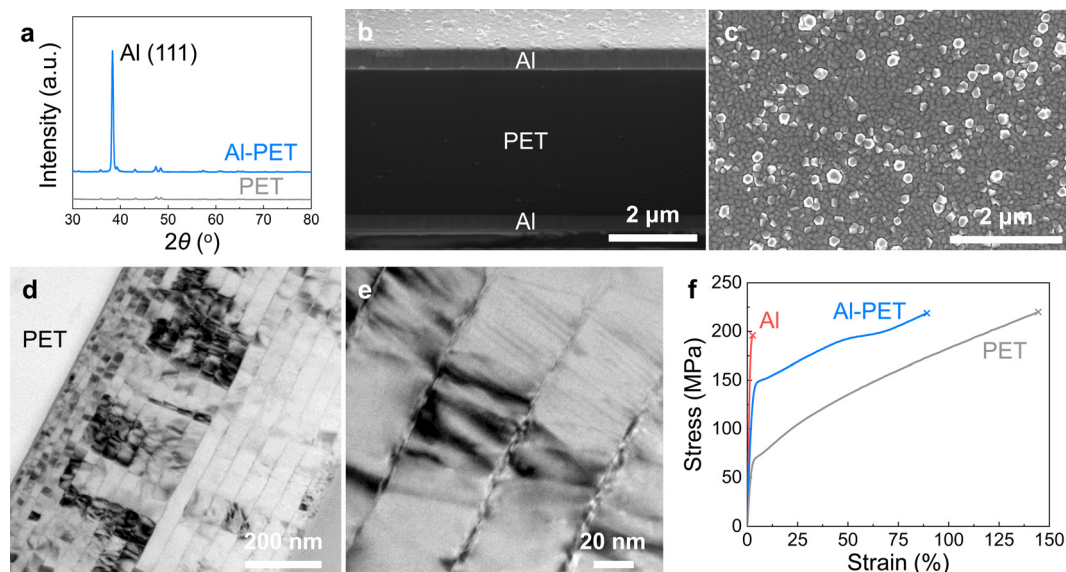 a
Al (111)
Al-PET
PET
Intensity (a.u.)
30 40 50 60 70 80
2θ (°)
b
Al
PET
Al
2 μm
c
2 μm
d
PET
200 nm
e
20 nm
f
Al
Al-PET
PET
Stress (MPa)
250
200
150
100
50
0
0 25 50 75 100 125 150
Strain (%)